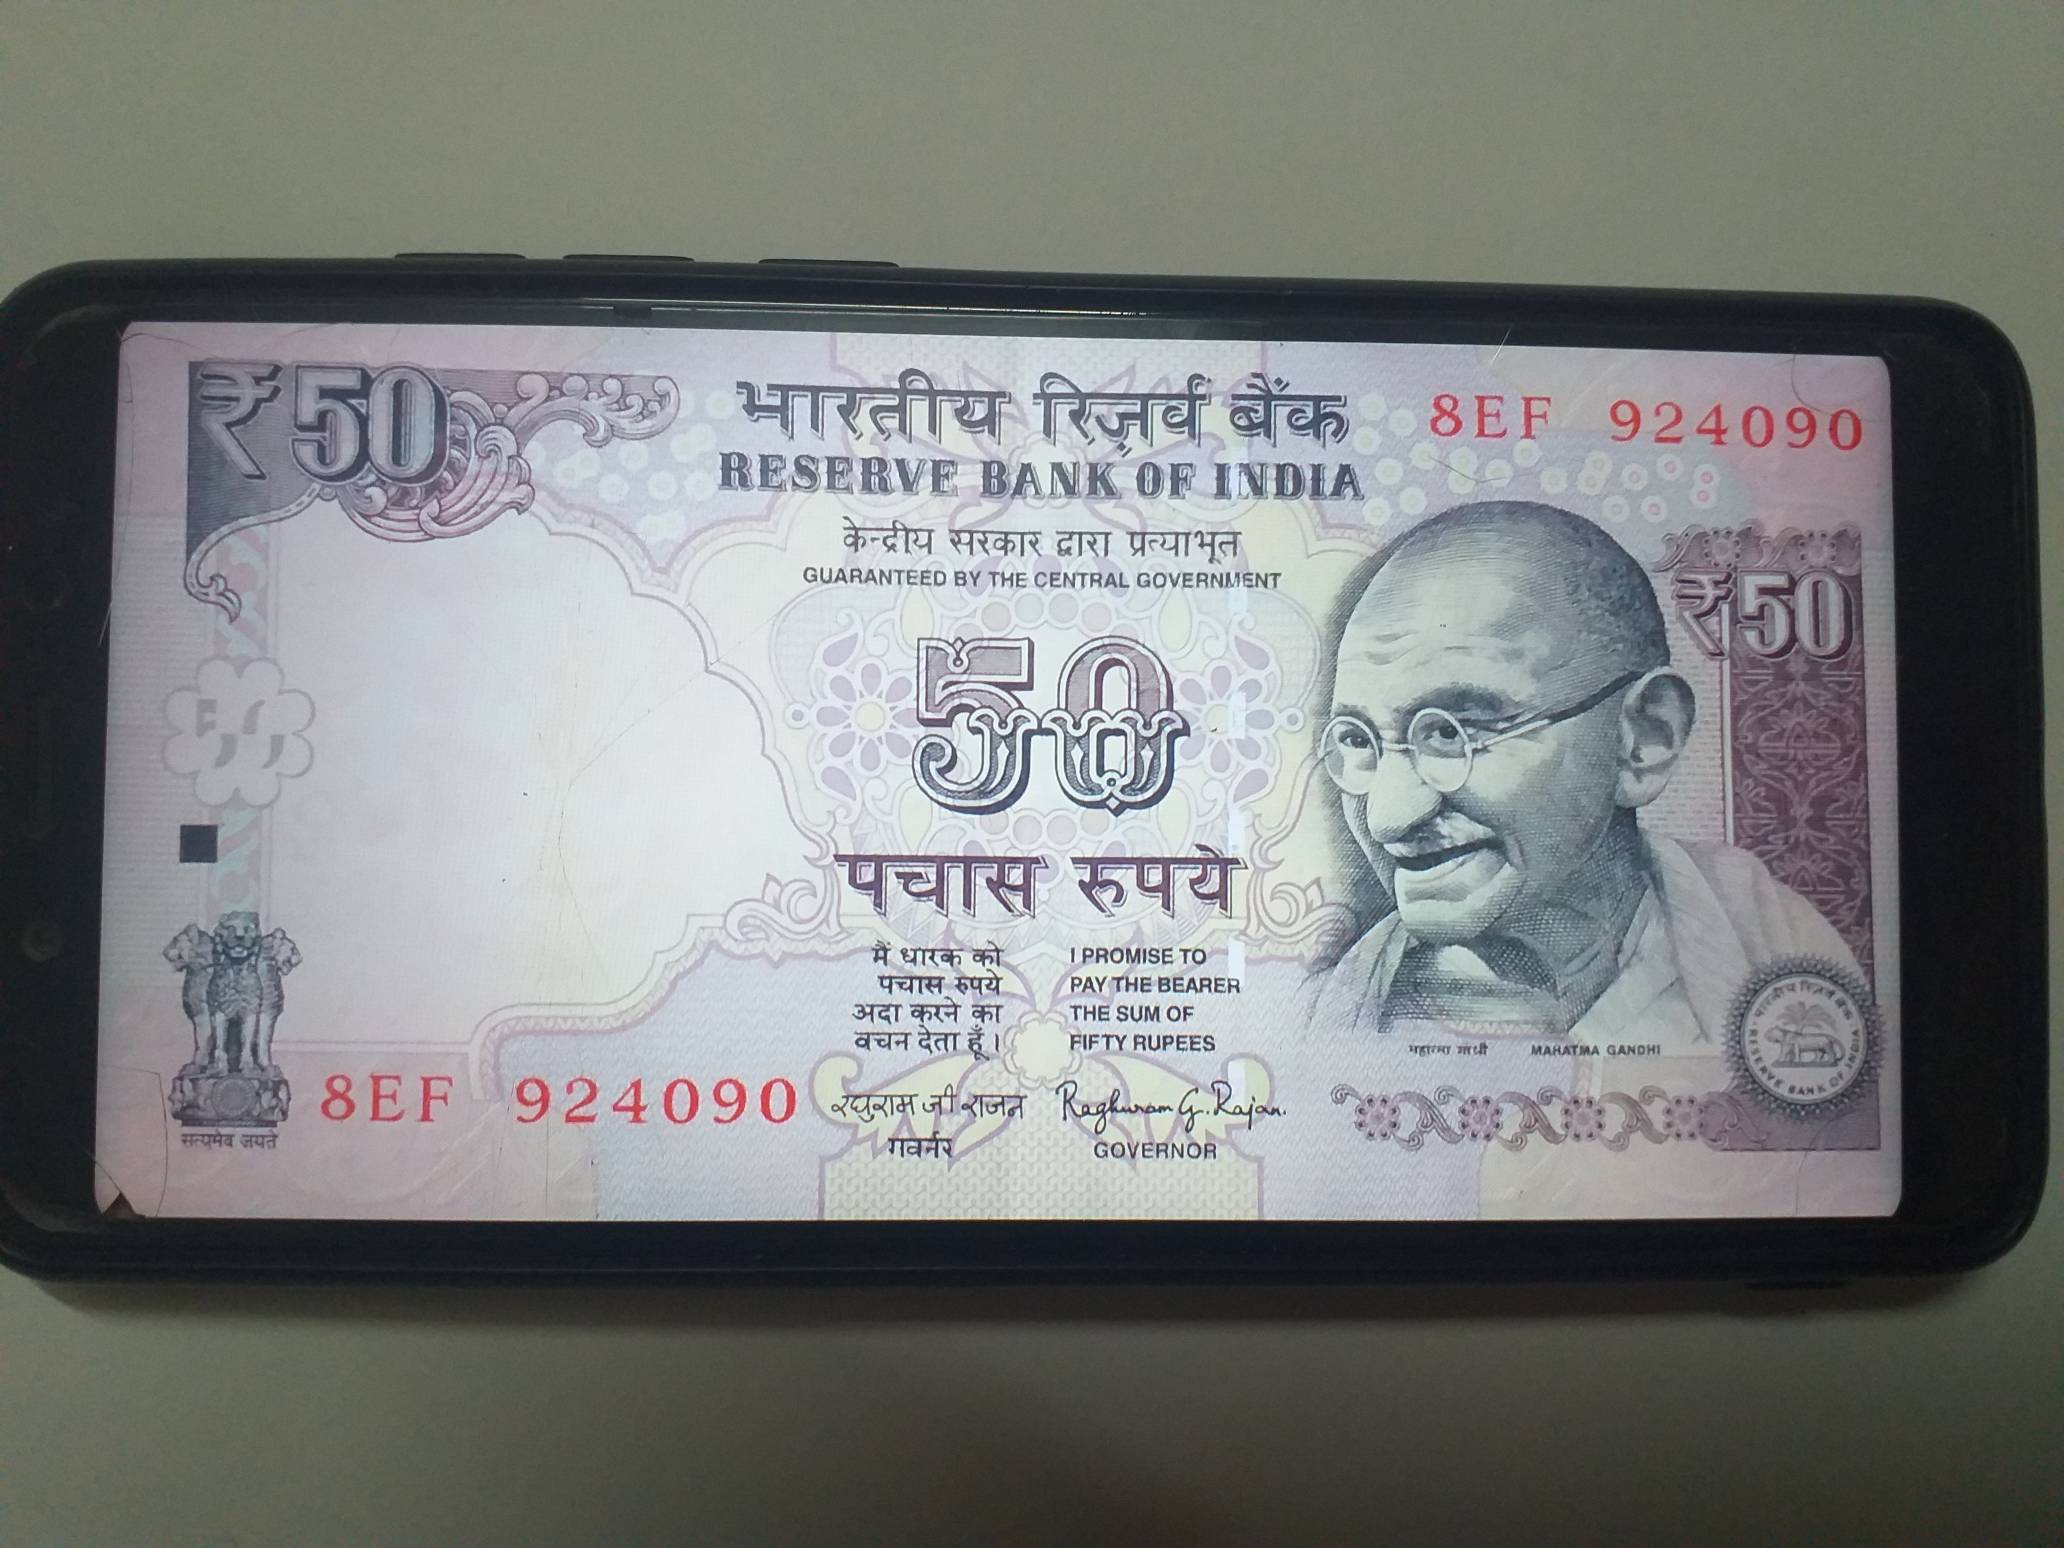 ₹50
भारतीय रिज़र्व बैंक
RESERVE BANK OF INDIA
8EF 924090
केन्द्रीय सरकार द्वारा प्रत्याभूत
GUARANTEED BY THE CENTRAL GOVERNMENT
₹50
50
पचास रुपये
मैं धारक को
पचास रुपये
अदा करने का
वचन देता हूँ।
I PROMISE TO
PAY THE BEARER
THE SUM OF
FIFTY RUPEES
8EF 924090
रघुराम जी राजन
गवर्नर
Raghuram G. Rajan.
GOVERNOR
महात्मा गांधी MAHATMA GANDHI
सत्यमेव जयते
भारतीय रिज़र्व बैंक
RESERVE BANK OF INDIA